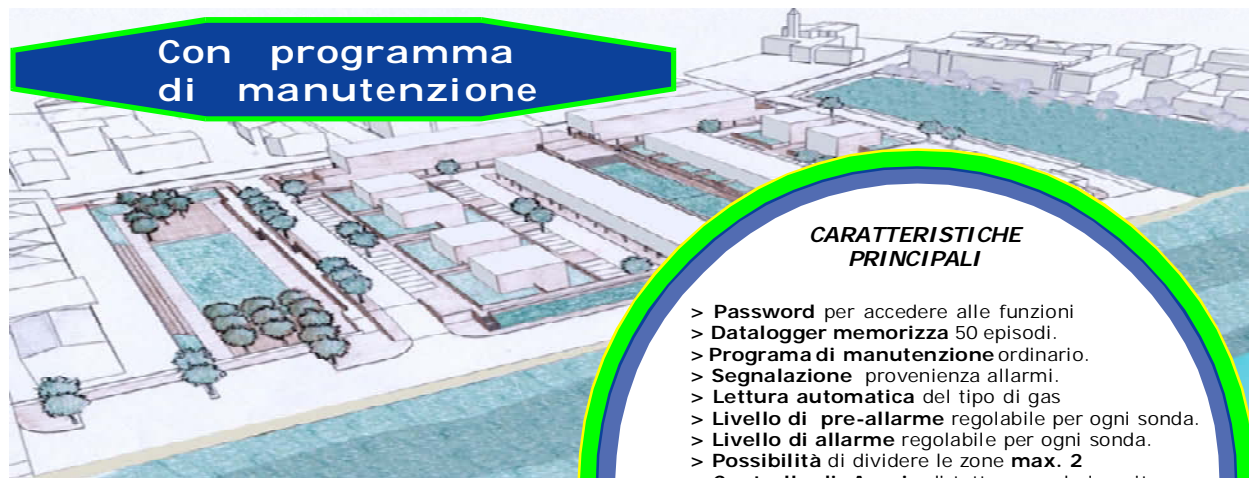 Con programma
di manutenzione
CARATTERISTICHE
PRINCIPALI
> Password per accedere alle funzioni
> Datalogger memorizza 50 episodi.
> Programa di manutenzione ordinario.
> Segnalazione provenienza allarmi.
> Lettura automatica del tipo di gas
> Livello di pre-allarme regolabile per ogni sonda.
> Livello di allarme regolabile per ogni sonda.
> Possibilità di dividere le zone max. 2